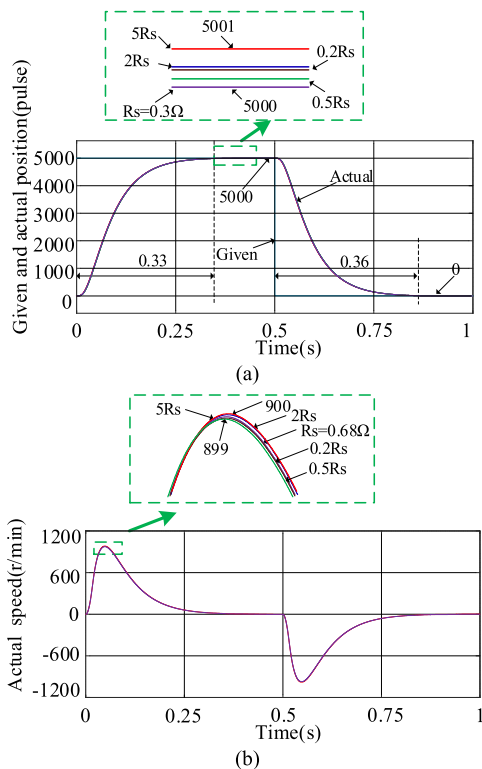 5001
5Rs
0.2Rs
2Rs
Rs=0.3Ω
5000
0.5Rs
Given and actual position(pulse)
5000
4000
3000
2000
1000
0
5000
Actual
Given
0.33
0.36
0
0
0.25
0.5
0.75
1
Time(s)
(a)
5Rs
900
2Rs
Rs=0.68Ω
899
0.2Rs
0.5Rs
Actual speed(r/min)
1200
600
0
-600
-1200
0
0.25
0.5
0.75
1
Time(s)
(b)